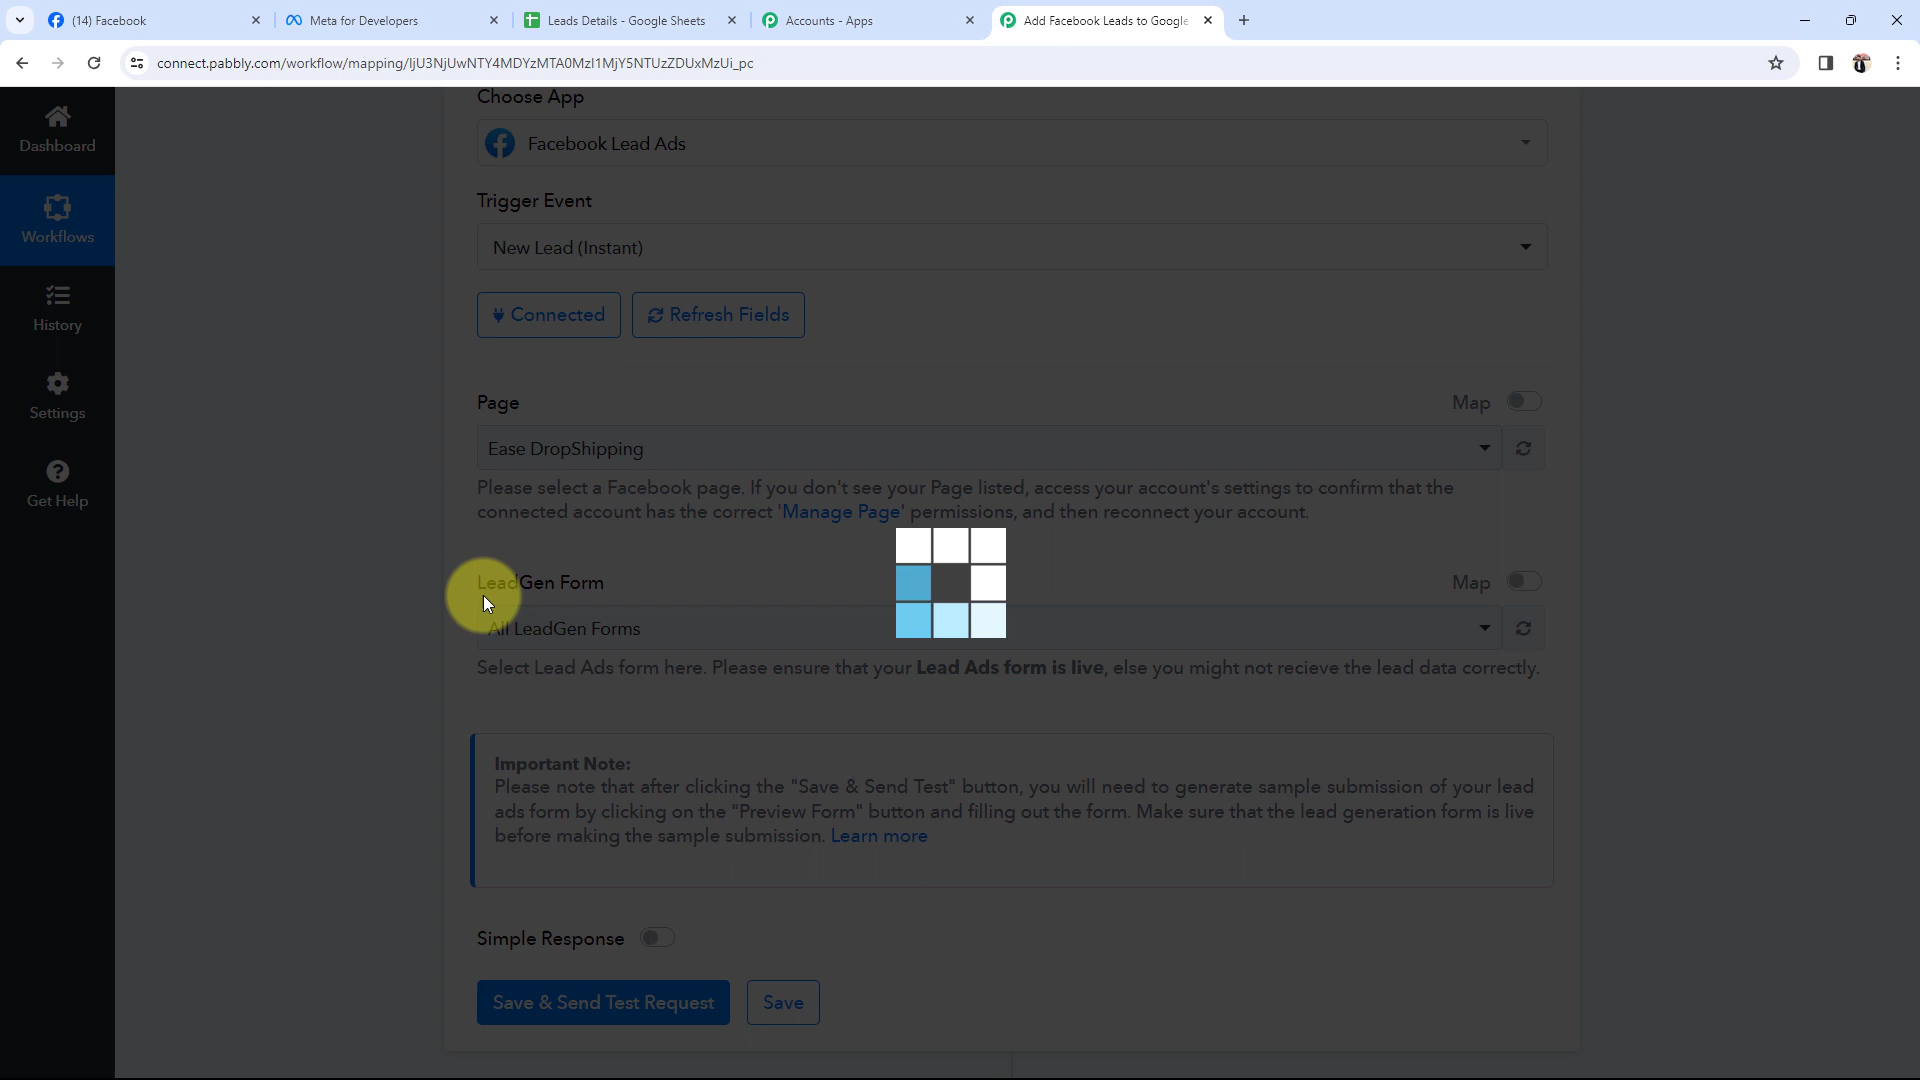 (14) Facebook
Meta for Developers
Leads Details - Google Sheets
Accounts - Apps
Add Facebook Leads to Google
connect.pabbly.com/workflow/mapping/IjU3NjUwNTY4MDYzMTA0MzI1MjY5NTUzZDUxMzUi_pc
Dashboard
Workflows
History
Settings
Get Help
Choose App
Facebook Lead Ads
Trigger Event
New Lead (Instant)
Connected
Refresh Fields
Page
Map
Ease DropShipping
Please select a Facebook page. If you don't see your Page listed, access your account's settings to confirm that the
connected account has the correct 'Manage Page' permissions, and then reconnect your account.
LeadGen Form
Map
All LeadGen Forms
Select Lead Ads form here. Please ensure that your Lead Ads form is live, else you might not recieve the lead data correctly.
Important Note:
Please note that after clicking the "Save & Send Test" button, you will need to generate sample submission of your lead
ads form by clicking on the "Preview Form" button and filling out the form. Make sure that the lead generation form is live
before making the sample submission. Learn more
Simple Response
Save & Send Test Request
Save